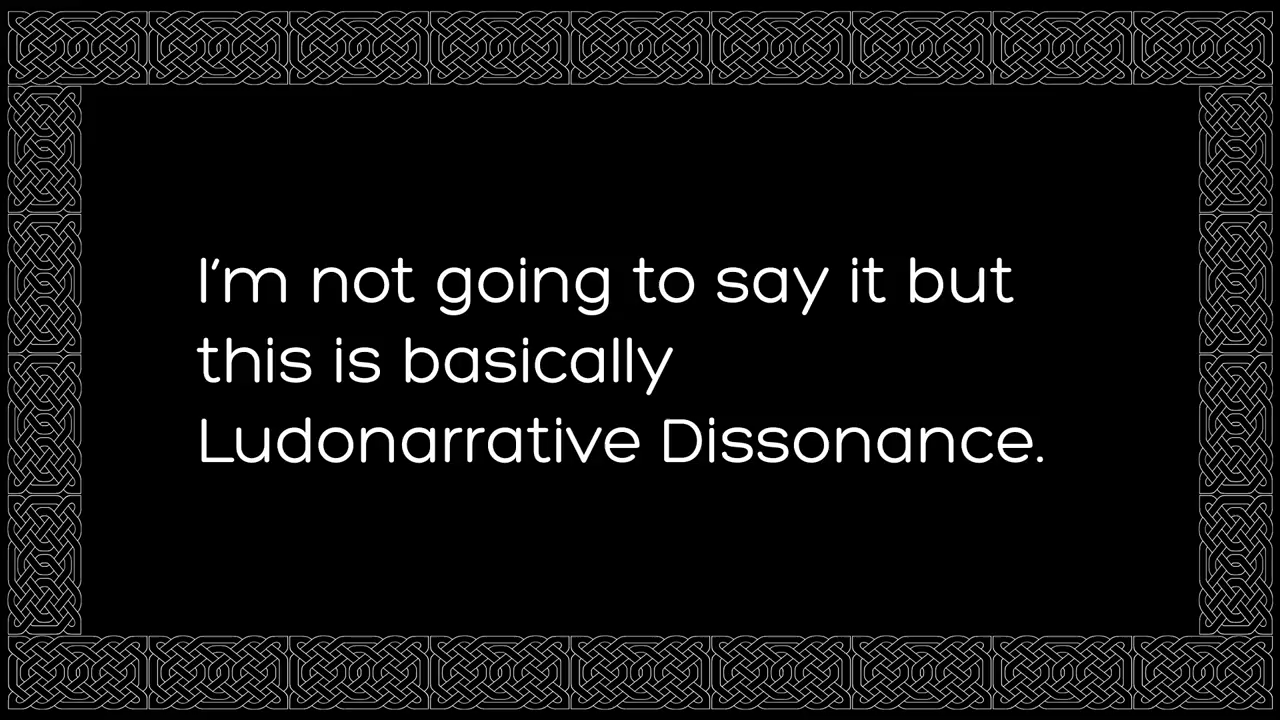 I'm not going to say it but
this is basically
Ludonarrative Dissonance.